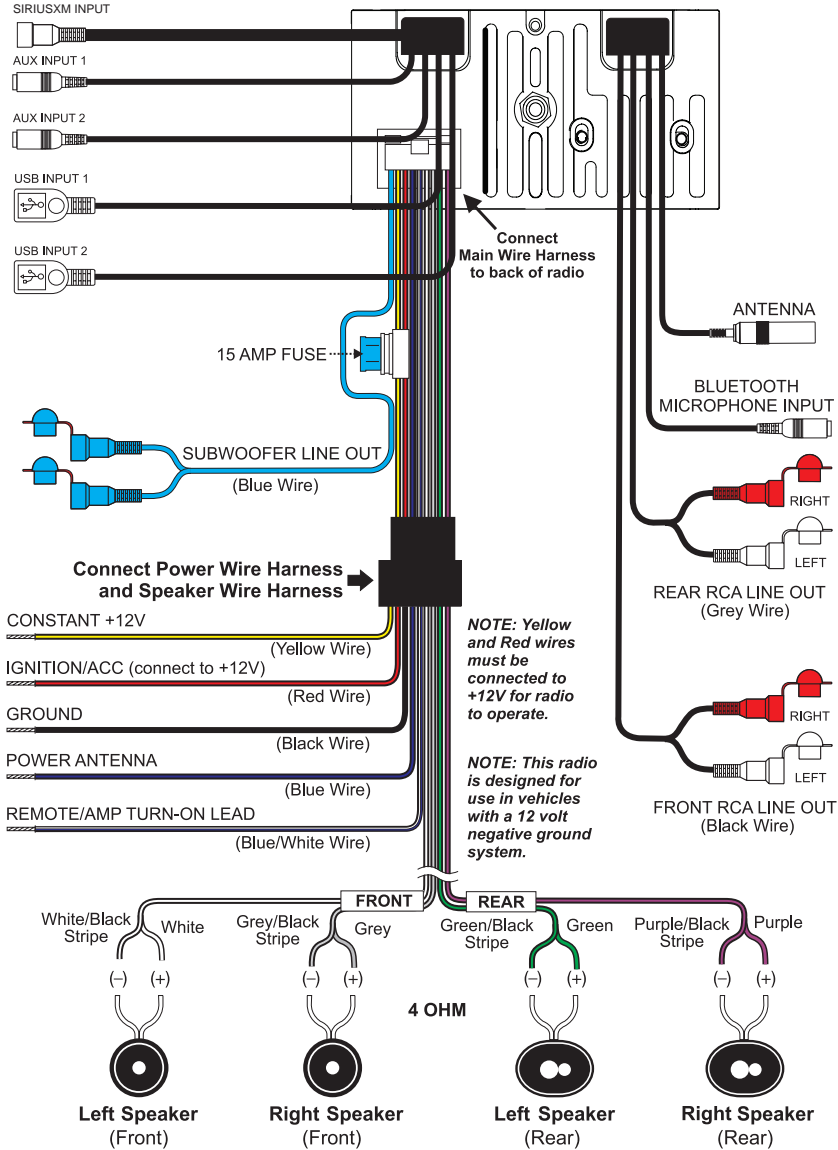 SIRIUSXM INPUT
AUX INPUT 1
AUX INPUT 2
USB INPUT 1
USB INPUT 2
Connect
Main Wire Harness
to back of radio
15 AMP FUSE
ANTENNA
BLUETOOTH
MICROPHONE INPUT
SUBWOOFER LINE OUT
(Blue Wire)
RIGHT
LEFT
REAR RCA LINE OUT
(Grey Wire)
Connect Power Wire Harness
and Speaker Wire Harness
CONSTANT +12V
(Yellow Wire)
IGNITION/ACC (connect to +12V)
(Red Wire)
GROUND
(Black Wire)
POWER ANTENNA
(Blue Wire)
REMOTE/AMP TURN-ON LEAD
(Blue/White Wire)
NOTE: Yellow
and Red wires
must be
connected to
+12V for radio
to operate.
NOTE: This radio
is designed for
use in vehicles
with a 12 volt
negative ground
system.
RIGHT
LEFT
FRONT RCA LINE OUT
(Black Wire)
FRONT
REAR
White/Black
Stripe
White
Grey/Black
Stripe
Grey
Green/Black
Stripe
Green
Purple/Black
Stripe
Purple
(–) (+) (–) (+) (–) (+) (–) (+)
4 OHM
Left Speaker
(Front)
Right Speaker
(Front)
Left Speaker
(Rear)
Right Speaker
(Rear)